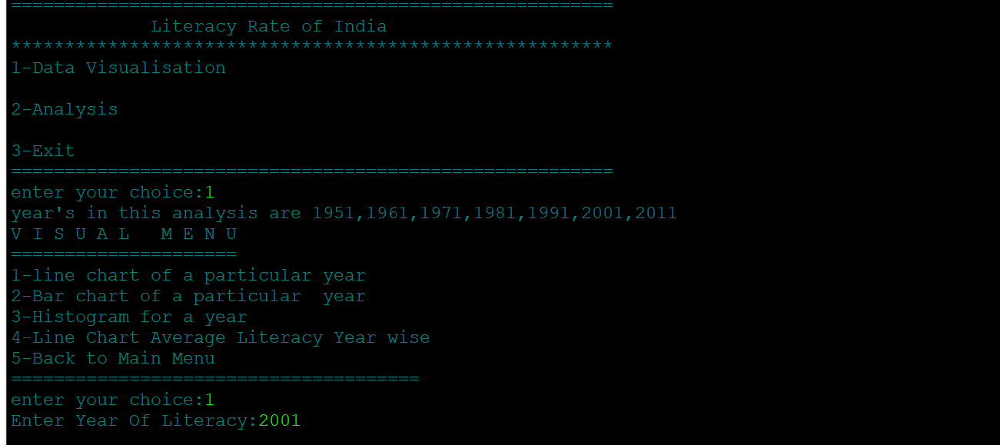 ========================================================
Literacy Rate of India
********************************************************
1-Data Visualisation
2-Analysis
3-Exit
========================================================
enter your choice:1
year's in this analysis are 1951,1961,1971,1981,1991,2001,2011
V I S U A L   M E N U
=====================
1-line chart of a particular year
2-Bar chart of a particular  year
3-Histogram for a year
4-Line Chart Average Literacy Year wise
5-Back to Main Menu
======================================
enter your choice:1
Enter Year Of Literacy:2001